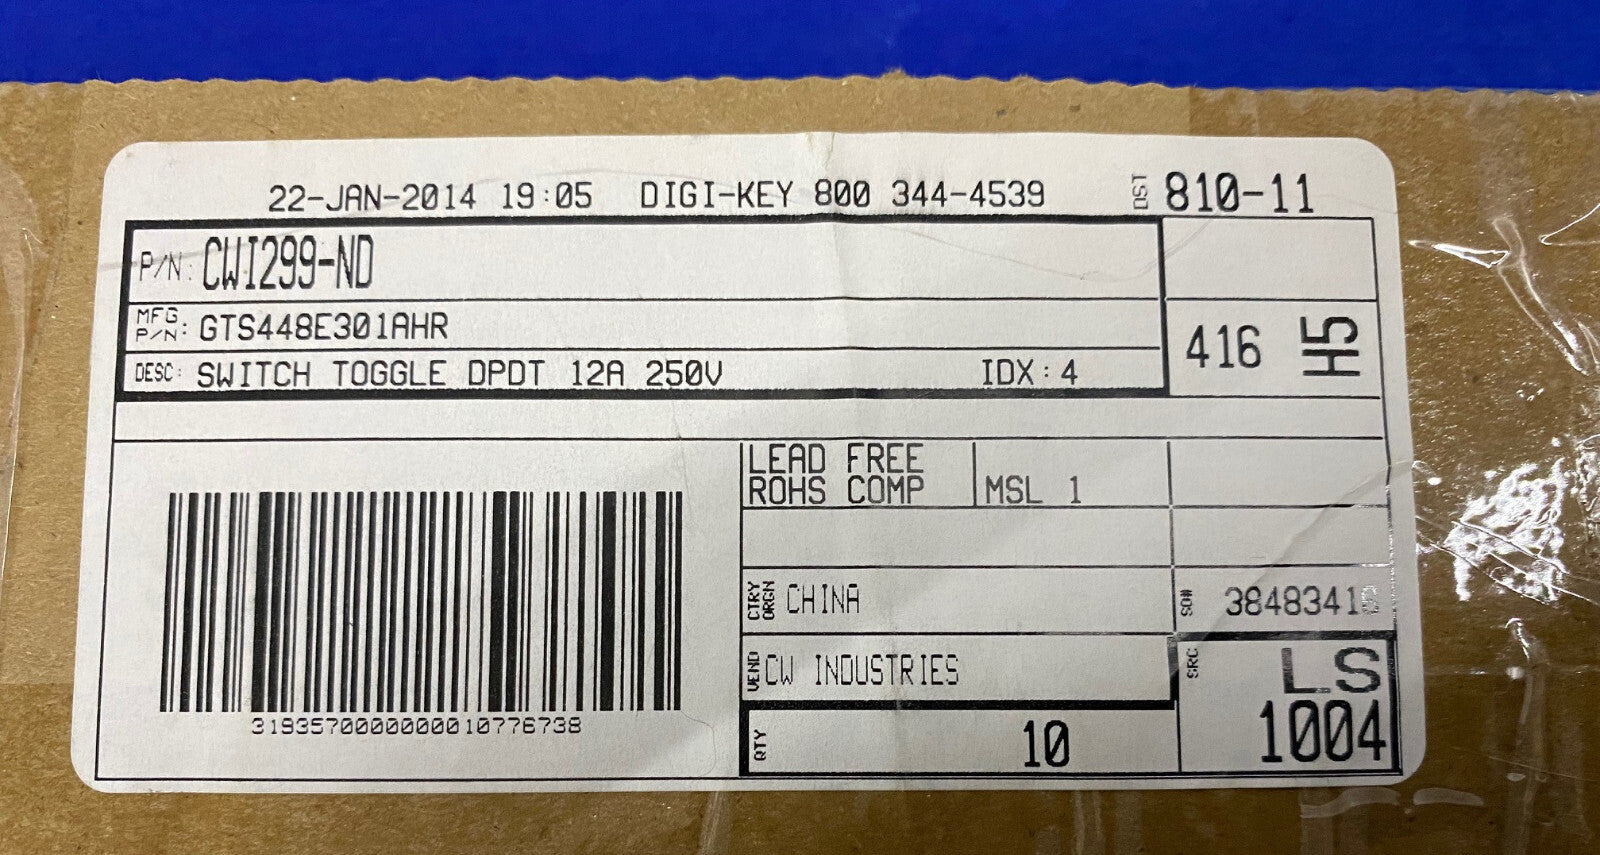 22-JAN-2014 19:05 DIGI-KEY 800 344-4539 DST 810-11
P/N: CWI299-ND
MFG P/N: GTS448E301AHR
DESC: SWITCH TOGGLE DPDT 12A 250V IDX:4
416 H5
LEAD FREE
ROHS COMP
MSL 1
CTRY ORGN CHINA
SO#
VEND CW INDUSTRIES
SRC LS
1004
QTY 10